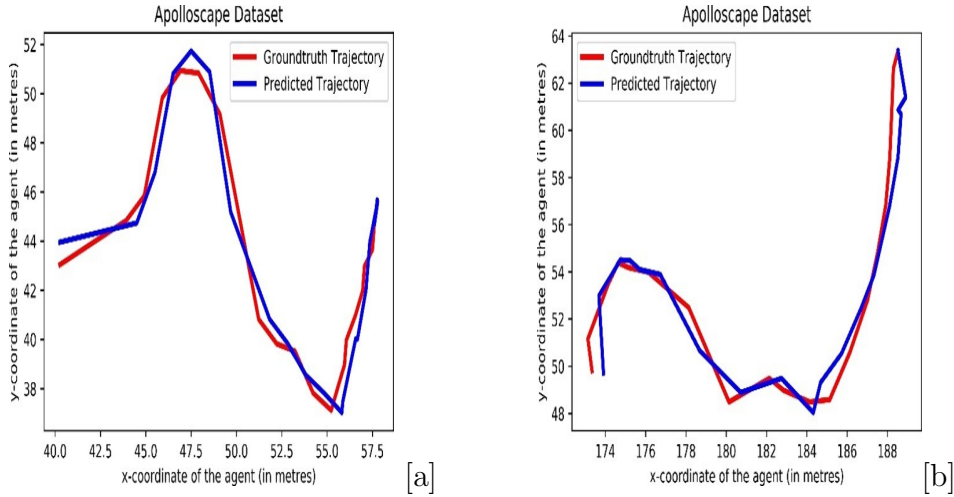 Apolloscape Dataset
Groundtruth Trajectory
Predicted Trajectory
y-coordinate of the agent (in metres)
52
50
48
46
44
42
40
38
40.0 42.5 45.0 47.5 50.0 52.5 55.0 57.5
x-coordinate of the agent (in metres)
[a]
Apolloscape Dataset
Groundtruth Trajectory
Predicted Trajectory
y-coordinate of the agent (in metres)
64
62
60
58
56
54
52
50
48
174 176 178 180 182 184 186 188
x-coordinate of the agent (in metres)
[b]